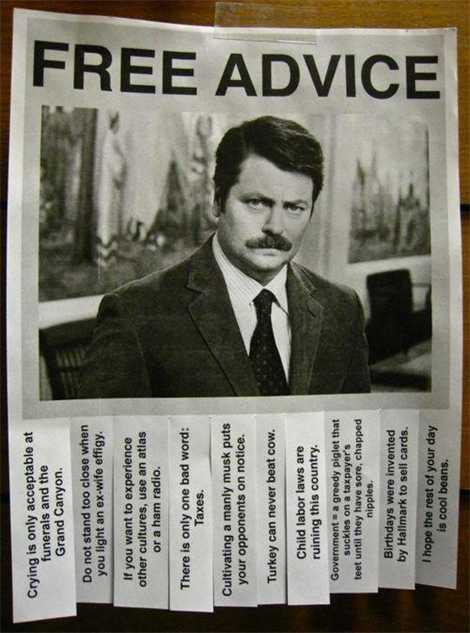 FREE ADVICE
Crying is only acceptable at
funerals and the
Grand Canyon.
Do not stand too close when
you light an ex-wife effigy.
If you want to experience
other cultures, use an atlas
or a ham radio.
There is only one bad word:
Taxes.
Cultivating a manly musk puts
your opponents on notice.
Turkey can never beat cow.
Child labor laws are
ruining this country.
Government = a greedy piglet that
suckles on a taxpayer's
teet until they have sore, chapped
nipples.
Birthdays were invented
by Hallmark to sell cards.
I hope the rest of your day
is cool beans.